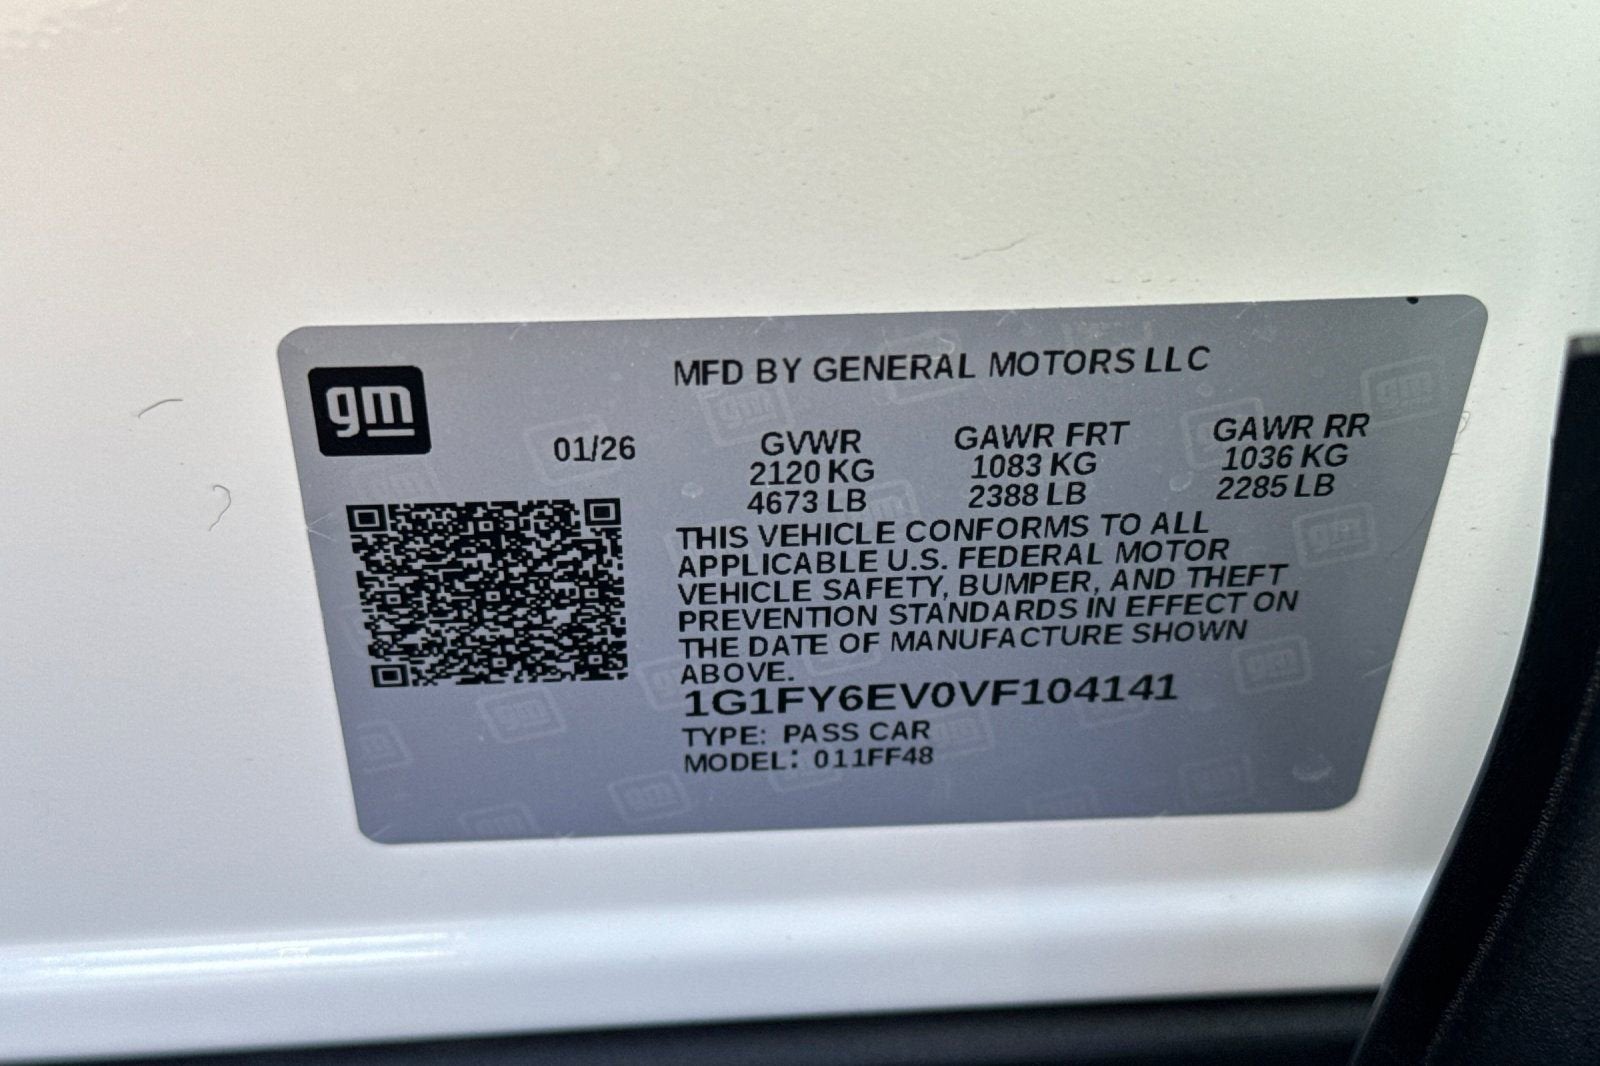 MFD BY GENERAL MOTORS LLC
gm
01/26
GVWR GAWR FRT GAWR RR
2120 KG 1083 KG 1036 KG
4673 LB 2388 LB 2285 LB
THIS VEHICLE CONFORMS TO ALL
APPLICABLE U.S. FEDERAL MOTOR
VEHICLE SAFETY, BUMPER, AND THEFT
PREVENTION STANDARDS IN EFFECT ON
THE DATE OF MANUFACTURE SHOWN
ABOVE.
1G1FY6EV0VF104141
TYPE: PASS CAR
MODEL: 011FF48